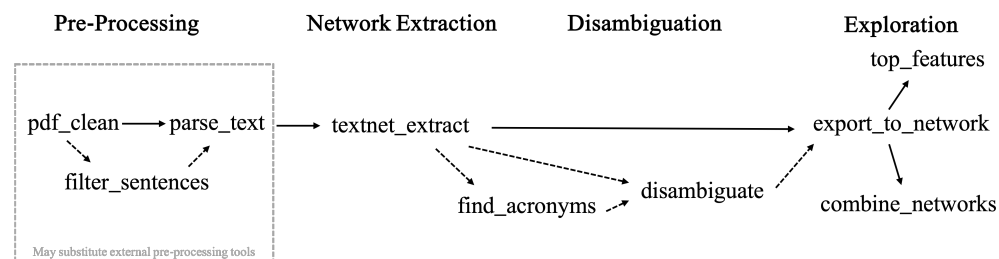 Pre-Processing
Network Extraction
Disambiguation
Exploration
top_features
pdf_clean
parse_text
textnet_extract
export_to_network
filter_sentences
find_acronyms
disambiguate
combine_networks
May substitute external pre-processing tools